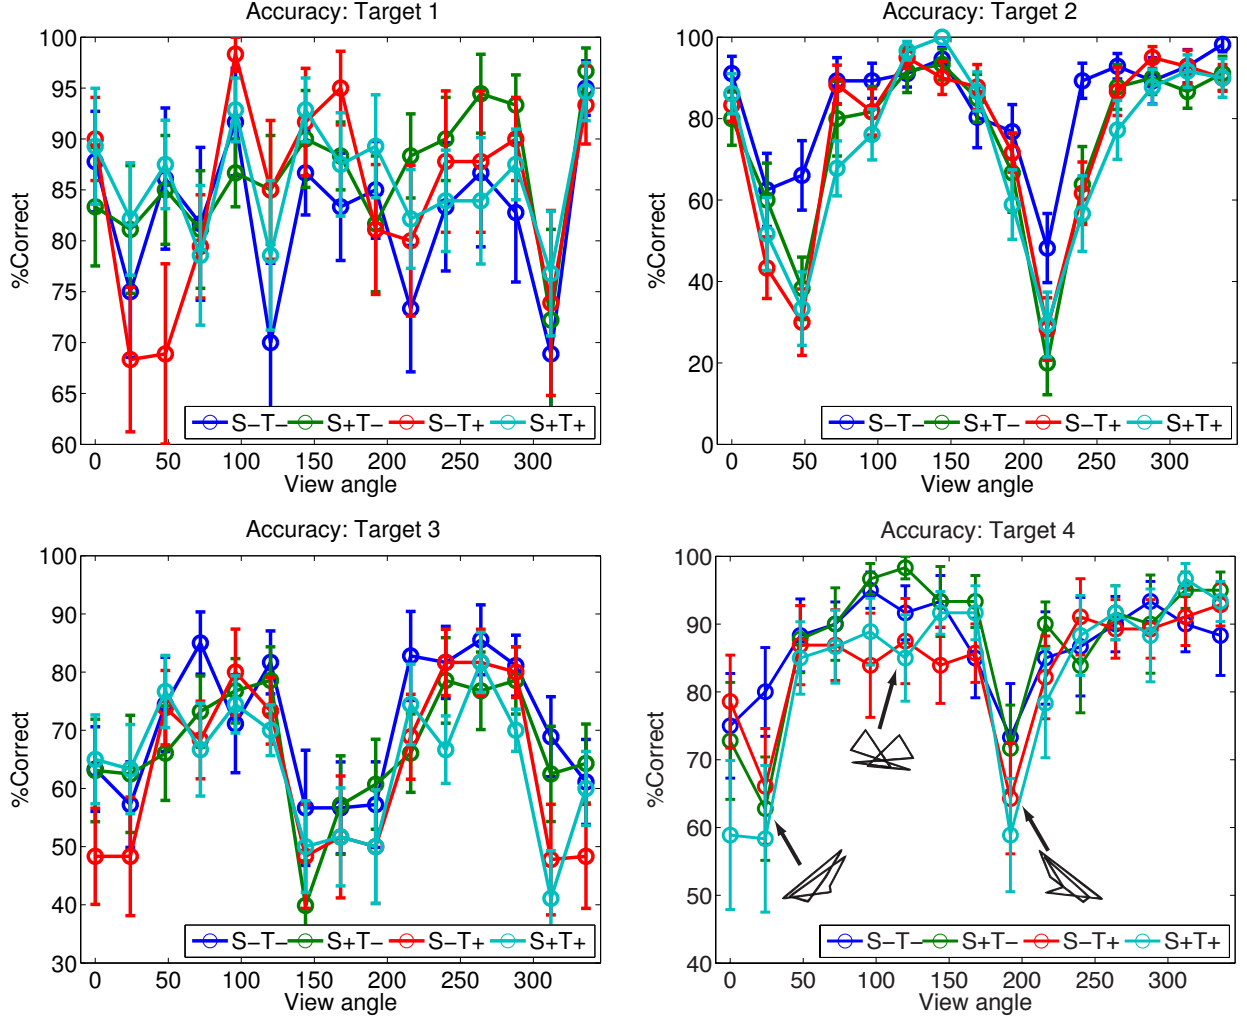 Accuracy: Target 1
100
95
90
85
80
75
70
65
60
%Correct
S−T− S+T− S−T+ S+T+
0 50 100 150 200 250 300
View angle
Accuracy: Target 2
100
80
60
40
20
0
%Correct
S−T− S+T− S−T+ S+T+
0 50 100 150 200 250 300
View angle
Accuracy: Target 3
100
90
80
70
60
50
40
30
%Correct
S−T− S+T− S−T+ S+T+
0 50 100 150 200 250 300
View angle
Accuracy: Target 4
100
90
80
70
60
50
40
%Correct
S−T− S+T− S−T+ S+T+
0 50 100 150 200 250 300
View angle